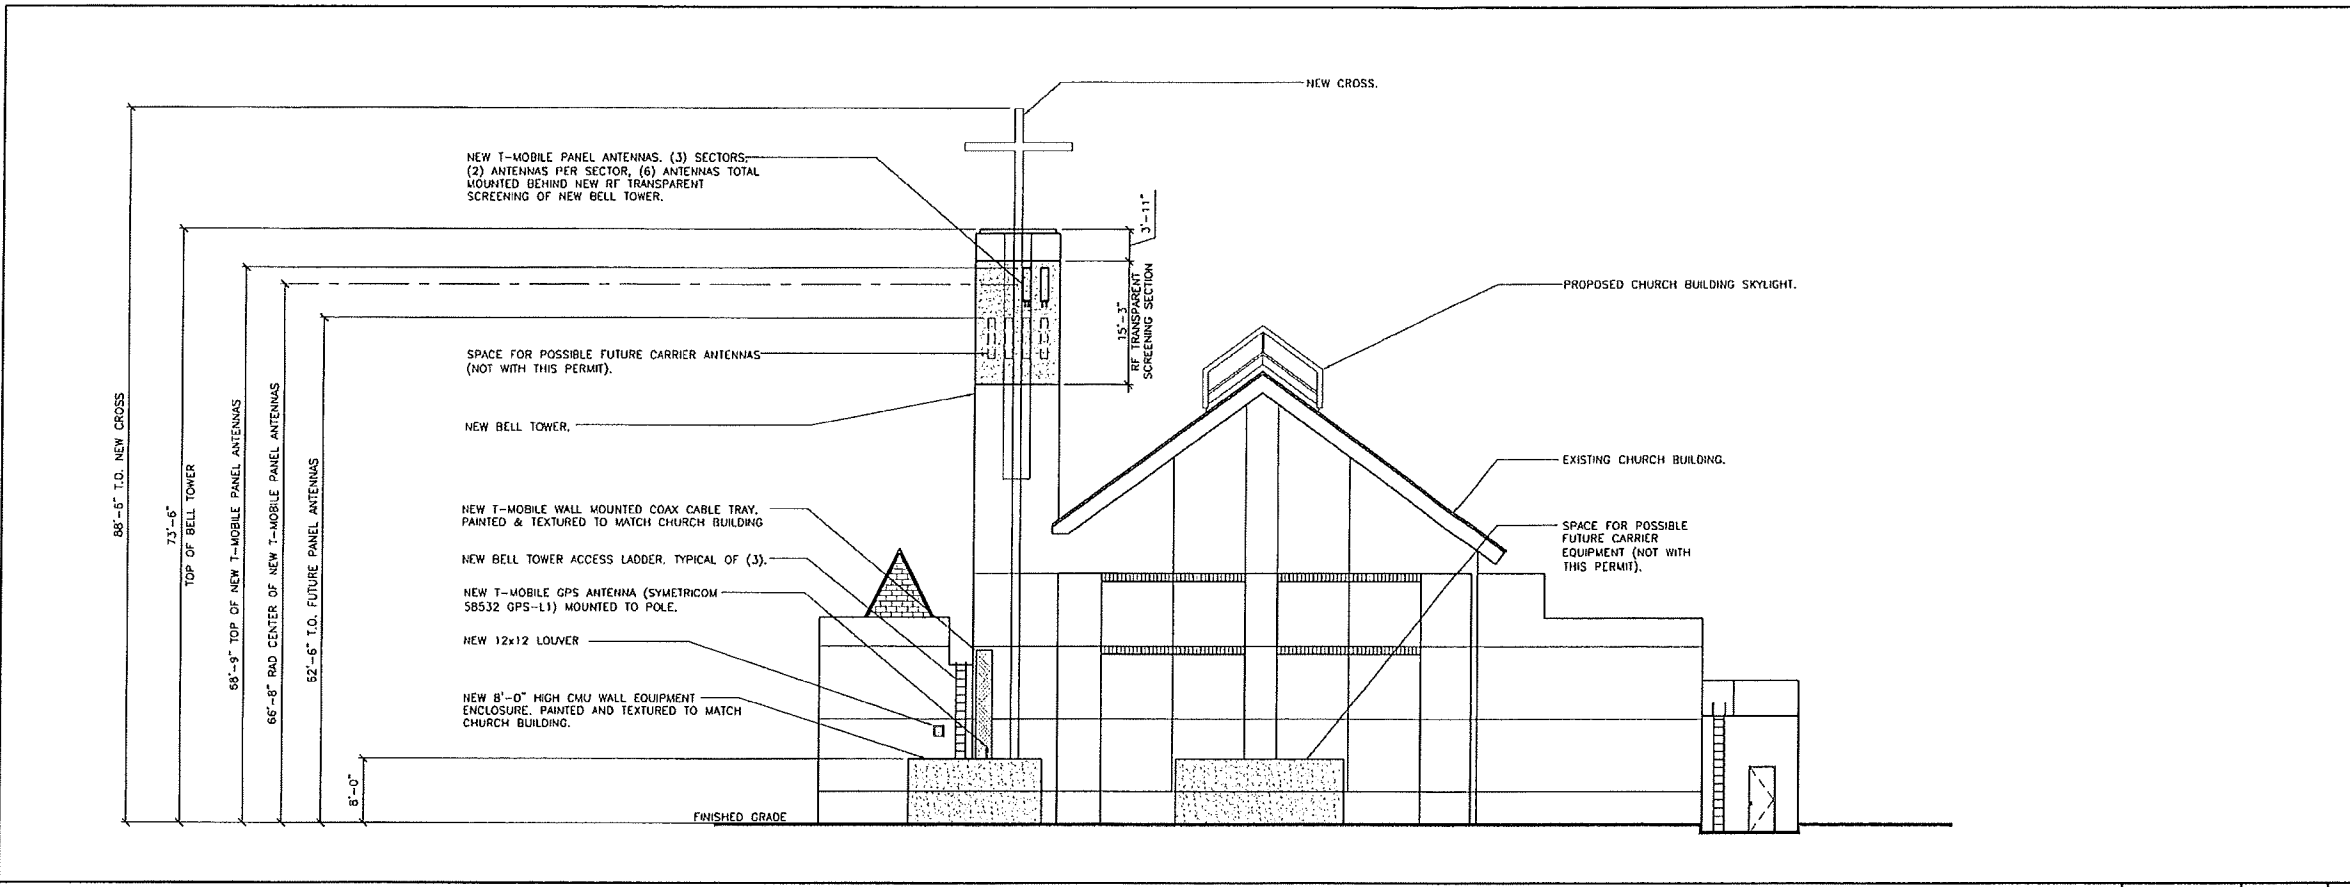 NEW CROSS.
NEW T-MOBILE PANEL ANTENNAS. (3) SECTORS,
(2) ANTENNAS PER SECTOR, (6) ANTENNAS TOTAL
MOUNTED BEHIND NEW RF TRANSPARENT
SCREENING OF NEW BELL TOWER.
3'-11"
15'-3"
RF TRANSPARENT
SCREENING SECTION
PROPOSED CHURCH BUILDING SKYLIGHT.
SPACE FOR POSSIBLE FUTURE CARRIER ANTENNAS
(NOT WITH THIS PERMIT).
NEW BELL TOWER.
EXISTING CHURCH BUILDING.
88'-6" T.O. NEW CROSS
73'-6"
TOP OF BELL TOWER
68'-9" TOP OF NEW T-MOBILE PANEL ANTENNAS
66'-8" RAD CENTER OF NEW T-MOBILE PANEL ANTENNAS
62'-6" T.O. FUTURE PANEL ANTENNAS
8'-0"
NEW T-MOBILE WALL MOUNTED COAX CABLE TRAY.
PAINTED & TEXTURED TO MATCH CHURCH BUILDING
SPACE FOR POSSIBLE
FUTURE CARRIER
EQUIPMENT (NOT WITH
THIS PERMIT).
NEW BELL TOWER ACCESS LADDER, TYPICAL OF (3).
NEW T-MOBILE GPS ANTENNA (SYMETRICOM
58532 GPS-L1) MOUNTED TO POLE.
NEW 12x12 LOUVER
NEW 8'-0" HIGH CMU WALL EQUIPMENT
ENCLOSURE. PAINTED AND TEXTURED TO MATCH
CHURCH BUILDING.
FINISHED GRADE